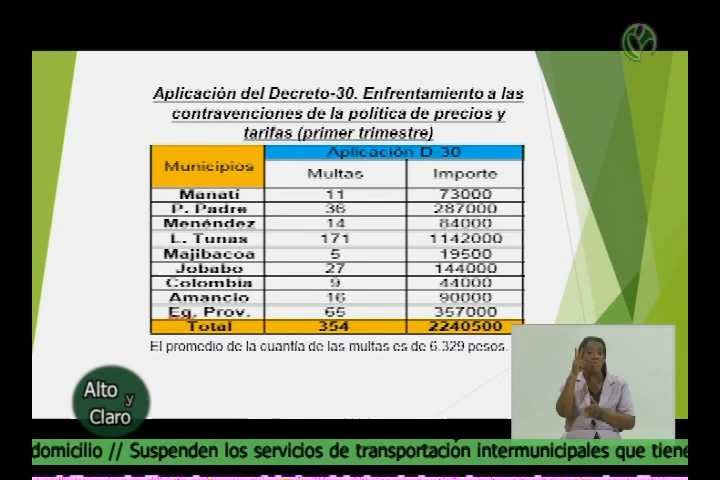 Aplicación del Decreto-30. Enfrentamiento a las
contravenciones de la política de precios y
tarifas (primer trimestre)
Municipios Aplicación D-30
Multas Importe
Manatí 11 73000
P. Padre 36 287000
Menéndez 14 84000
L. Tunas 171 1142000
Majibacoa 5 19500
Jobabo 27 144000
Colombia 9 44000
Amancio 16 90000
Eq. Prov. 65 357000
Total 354 2240500
El promedio de la cuantía de las multas es de 6.329 pesos.
Alto y
Claro
domicilio // Suspenden los servicios de transportación intermunicipales que tiene